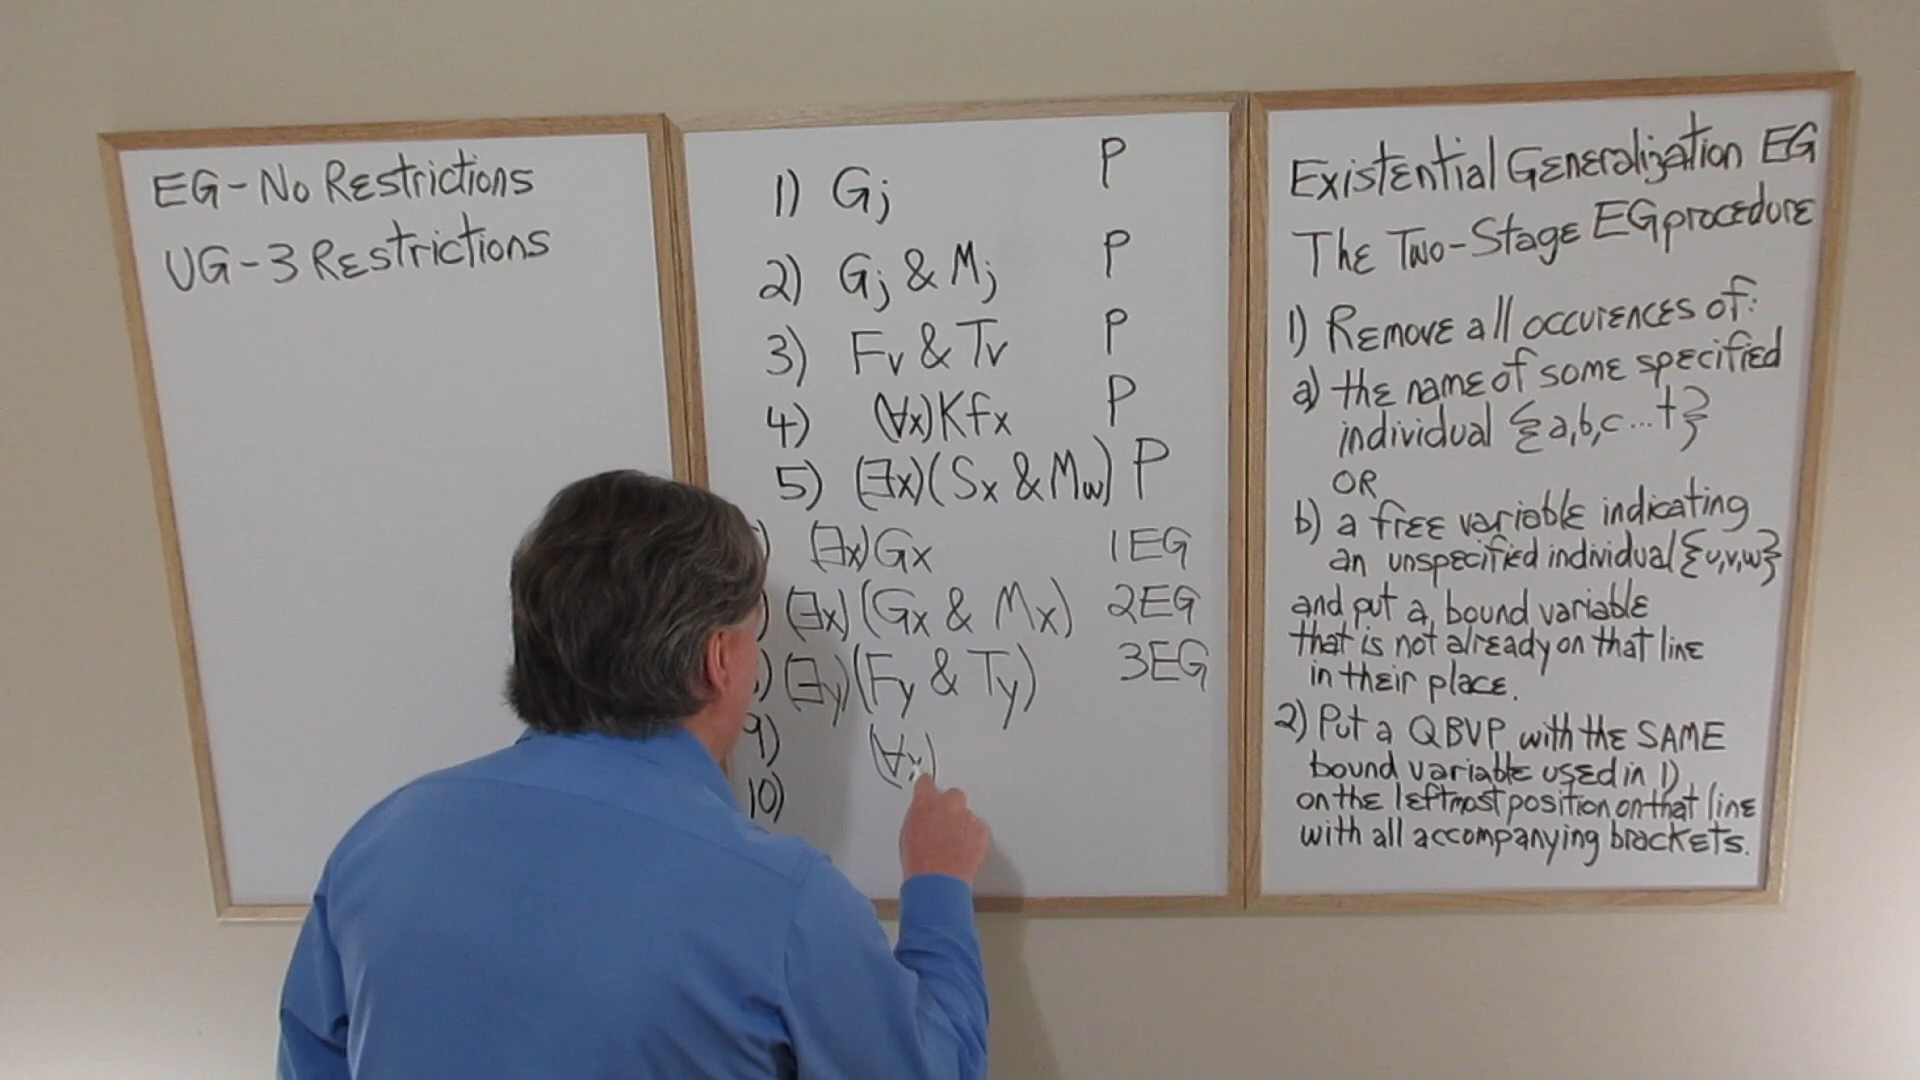 EG - No Restrictions
UG - 3 Restrictions
1) Gj P
2) Gj & Mj P
3) Fv & Tv P
4) (∀x)Kfx P
5) (∃x)(Sx & Mw) P
) (∃x)Gx 1EG
) (∃x)(Gx & Mx) 2EG
) (∃y)(Fy & Ty) 3EG
9) (∀x)
10)
Existential Generalization EG
The Two-Stage EG procedure
1) Remove all occurences of:
a) the name of some specified
individual {a,b,c...t}
OR
b) a free variable indicating
an unspecified individual {u,v,w}
and put a bound variable
that is not already on that line
in their place.
2) Put a QBVP with the SAME
bound variable used in 1)
on the leftmost position on that line
with all accompanying brackets.